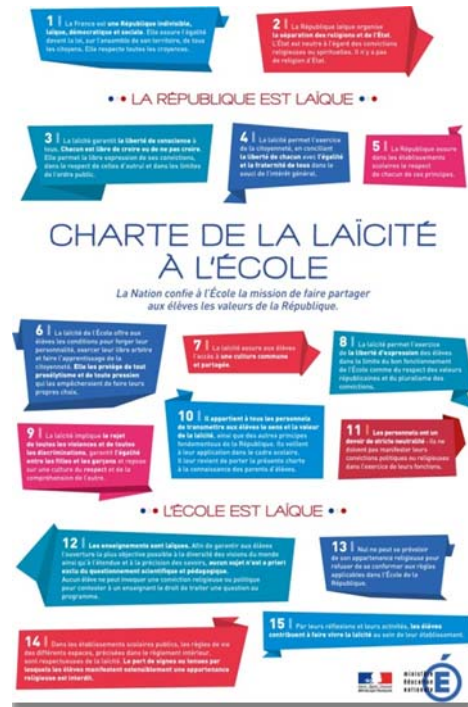 1 | La France est une République indivisible,
laïque, démocratique et sociale. Elle assure l'égalité
devant la loi, sur l'ensemble de son territoire, de tous
les citoyens. Elle respecte toutes les croyances.
2 | La République laïque organise
la séparation des religions et de l'État.
L'État est neutre à l'égard des convictions
religieuses ou spirituelles. Il n'y a pas
de religion d'État.
• • LA RÉPUBLIQUE EST LAÏQUE • •
3 | La laïcité garantit la liberté de conscience à
tous. Chacun est libre de croire ou de ne pas croire.
Elle permet la libre expression de ses convictions,
dans le respect de celles d'autrui et dans les limites
de l'ordre public.
4 | La laïcité permet l'exercice
de la citoyenneté, en conciliant
la liberté de chacun avec l'égalité
et la fraternité de tous dans le
souci de l'intérêt général.
5 | La République assure
dans les établissements
scolaires le respect
de chacun de ces principes.
CHARTE DE LA LAÏCITÉ
À L'ÉCOLE
La Nation confie à l'École la mission de faire partager
aux élèves les valeurs de la République.
6 | La laïcité de l'École offre aux
élèves les conditions pour forger leur
personnalité, exercer leur libre arbitre
et faire l'apprentissage de la
citoyenneté. Elle les protège de tout
prosélytisme et de toute pression
qui les empêcheraient de faire leurs
propres choix.
7 | La laïcité assure aux élèves
l'accès à une culture commune
et partagée.
8 | La laïcité permet l'exercice
de la liberté d'expression des élèves
dans la limite du bon fonctionnement
de l'École comme du respect des valeurs
républicaines et du pluralisme des
convictions.
9 | La laïcité implique le rejet
de toutes les violences et de toutes
les discriminations, garantit l'égalité
entre les filles et les garçons et repose
sur une culture du respect et de la
compréhension de l'autre.
10 | Il appartient à tous les personnels
de transmettre aux élèves le sens et la valeur
de la laïcité, ainsi que des autres principes
fondamentaux de la République. Ils veillent
à leur application dans le cadre scolaire.
Il leur revient de porter la présente charte
à la connaissance des parents d'élèves.
11 | Les personnels ont un
devoir de stricte neutralité : ils ne
doivent pas manifester leurs
convictions politiques ou religieuses
dans l'exercice de leurs fonctions.
• • L'ÉCOLE EST LAÏQUE • •
12 | Les enseignements sont laïques. Afin de garantir aux élèves
l'ouverture la plus objective possible à la diversité des visions du monde
ainsi qu'à l'étendue et à la précision des savoirs, aucun sujet n'est a priori
exclu du questionnement scientifique et pédagogique.
Aucun élève ne peut invoquer une conviction religieuse ou politique
pour contester à un enseignant le droit de traiter une question au
programme.
13 | Nul ne peut se prévaloir
de son appartenance religieuse pour
refuser de se conformer aux règles
applicables dans l'École de la
République.
14 | Dans les établissements scolaires publics, les règles de vie
des différents espaces, précisées dans le règlement intérieur,
sont respectueuses de la laïcité. Le port de signes ou tenues par
lesquels les élèves manifestent ostensiblement une appartenance
religieuse est interdit.
15 | Par leurs réflexions et leurs activités, les élèves
contribuent à faire vivre la laïcité au sein de leur établissement.
ministère
éducation
nationale